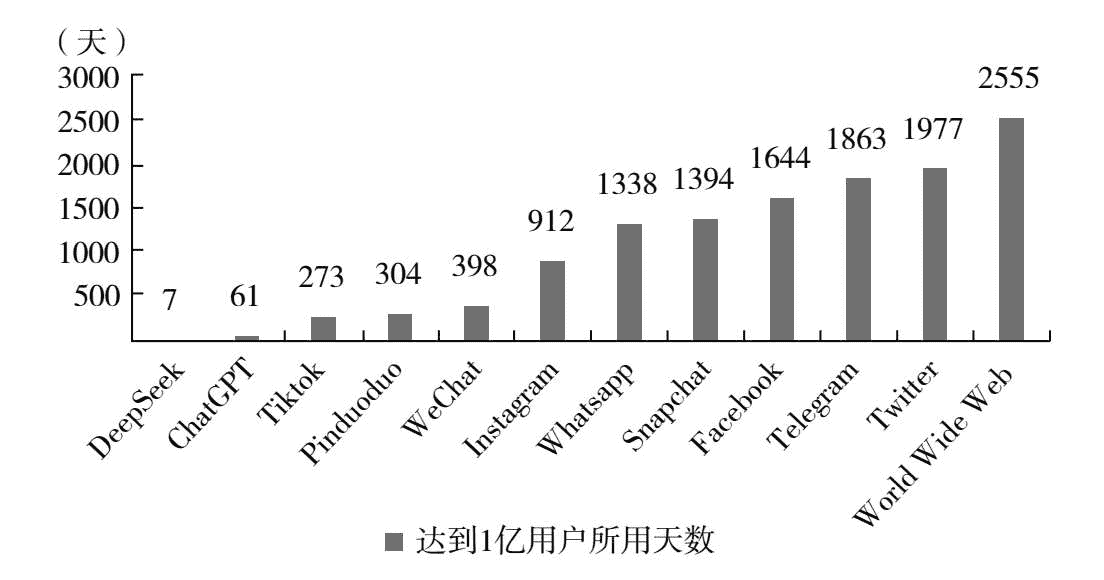 （天）
3000
2500
2000
1500
1000
500
7
61
273
304
398
912
1338
1394
1644
1863
1977
2555
DeepSeek
ChatGPT
Tiktok
Pinduoduo
WeChat
Instagram
Whatsapp
Snapchat
Facebook
Telegram
Twitter
World Wide Web
达到1亿用户所用天数